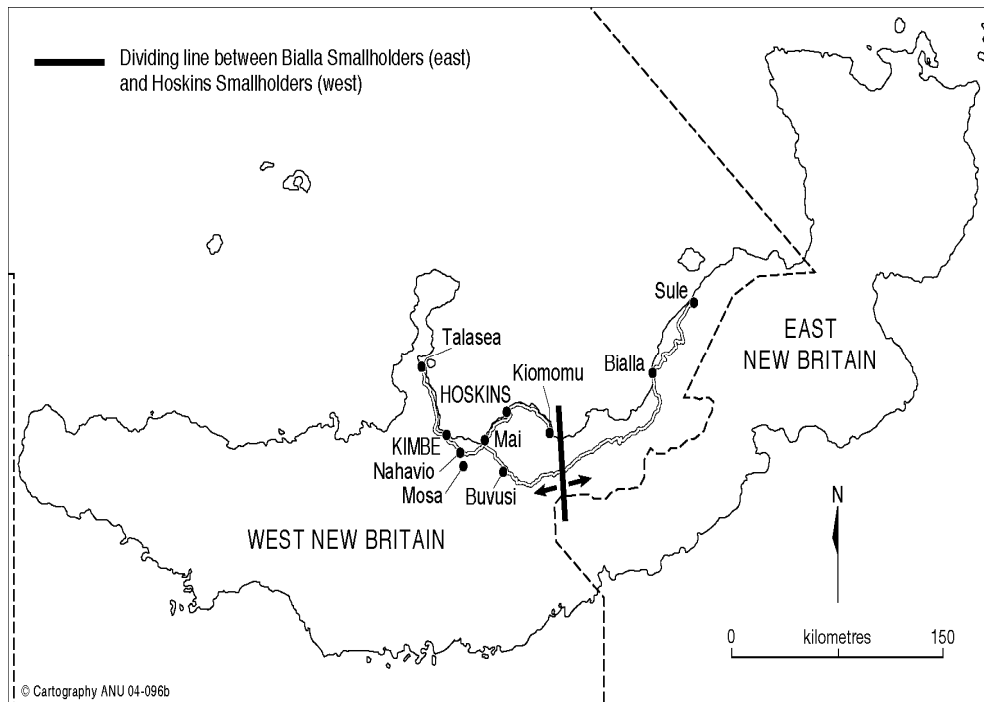 Dividing line between Bialla Smallholders (east)
and Hoskins Smallholders (west)
Sule
EAST
NEW BRITAIN
Talasea
Bialla
Kiomomu
HOSKINS
KIMBE
Mai
Nahavio
Mosa
Buvusi
WEST NEW BRITAIN
N
0 kilometres 150
© Cartography ANU 04-096b